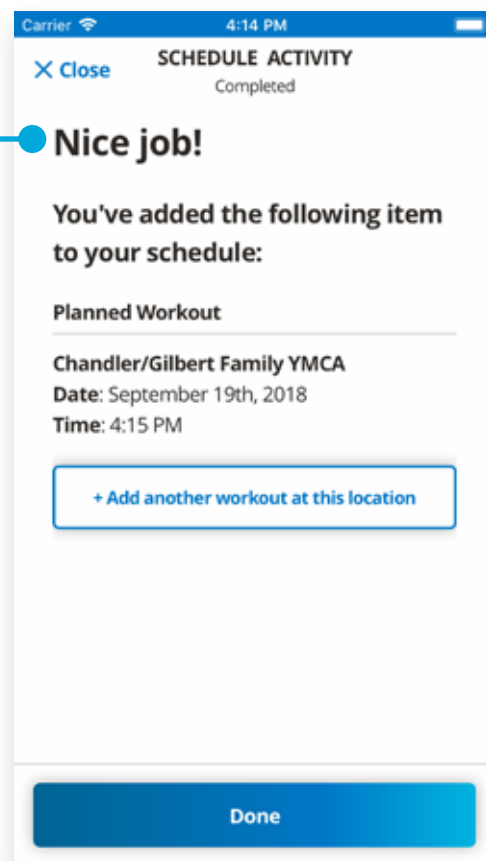 Carrier 4:14 PM
SCHEDULE ACTIVITY
Close
Completed
Nice job!
You've added the following item
to your schedule:
Planned Workout
Chandler/Gilbert Family YMCA
Date: September 19th, 2018
Time: 4:15 PM
+ Add another workout at this location
Done